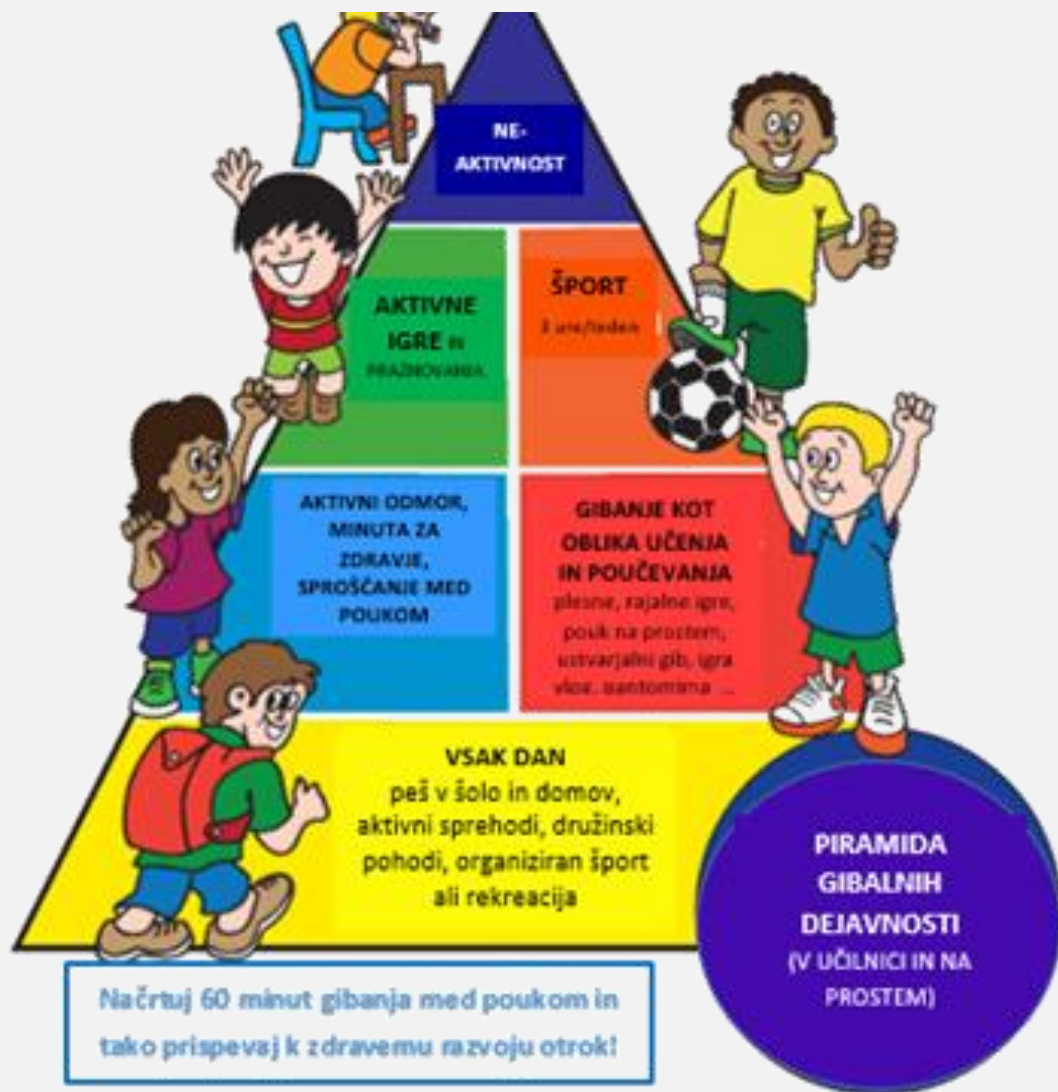 NE-
AKTIVNOST
AKTIVNE
IGRE IN
PRAZNOVANJA
ŠPORT
3 ure/teden
AKTIVNI ODMOR,
MINUTA ZA
ZDRAVJE,
SPROŠČANJE MED
POUKOM
GIBANJE KOT
OBLIKA UČENJA
IN POUČEVANJA
plesne, rajalne igre,
pouk na prostem,
ustvarjalni gib, igra
vlog, pantomima ...
VSAK DAN
peš v šolo in domov,
aktivni sprehodi, družinski
pohodi, organiziran šport
ali rekreacija
PIRAMIDA
GIBALNIH
DEJAVNOSTI
(V UČILNICI IN NA
PROSTEM)
Načrtuj 60 minut gibanja med poukom in
tako prispevaj k zdravemu razvoju otrok!